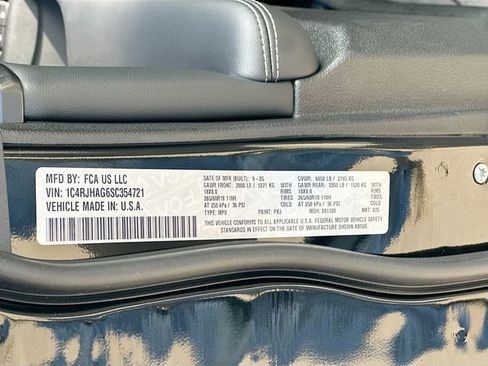 MFD BY: FCA US LLC
VIN: 1C4RJHAG6SC354721
VEHICLE MADE IN: U.S.A.
DATE OF MFR (BUILT): 9-25
GVWR: 6050 LB / 2745 KG
GAWR FRONT: 2800 LB / 1271 KG WITH
GAWR REAR: 3350 LB / 1520 KG WITH
18X8.0 RIMS
18X8.0 RIMS
265/60R18 110H TIRES
265/60R18 110H TIRES
AT 250 kPa / 36 PSI COLD
AT 250 kPa / 36 PSI COLD
TYPE: MPV PAINT: PXJ
MDH: 091120 MKT: 025
THIS VEHICLE CONFORMS TO ALL APPLICABLE U.S.A. FEDERAL MOTOR VEHICLE SAFETY
STANDARDS IN EFFECT ON THE DATE OF MANUFACTURE SHOWN ABOVE.